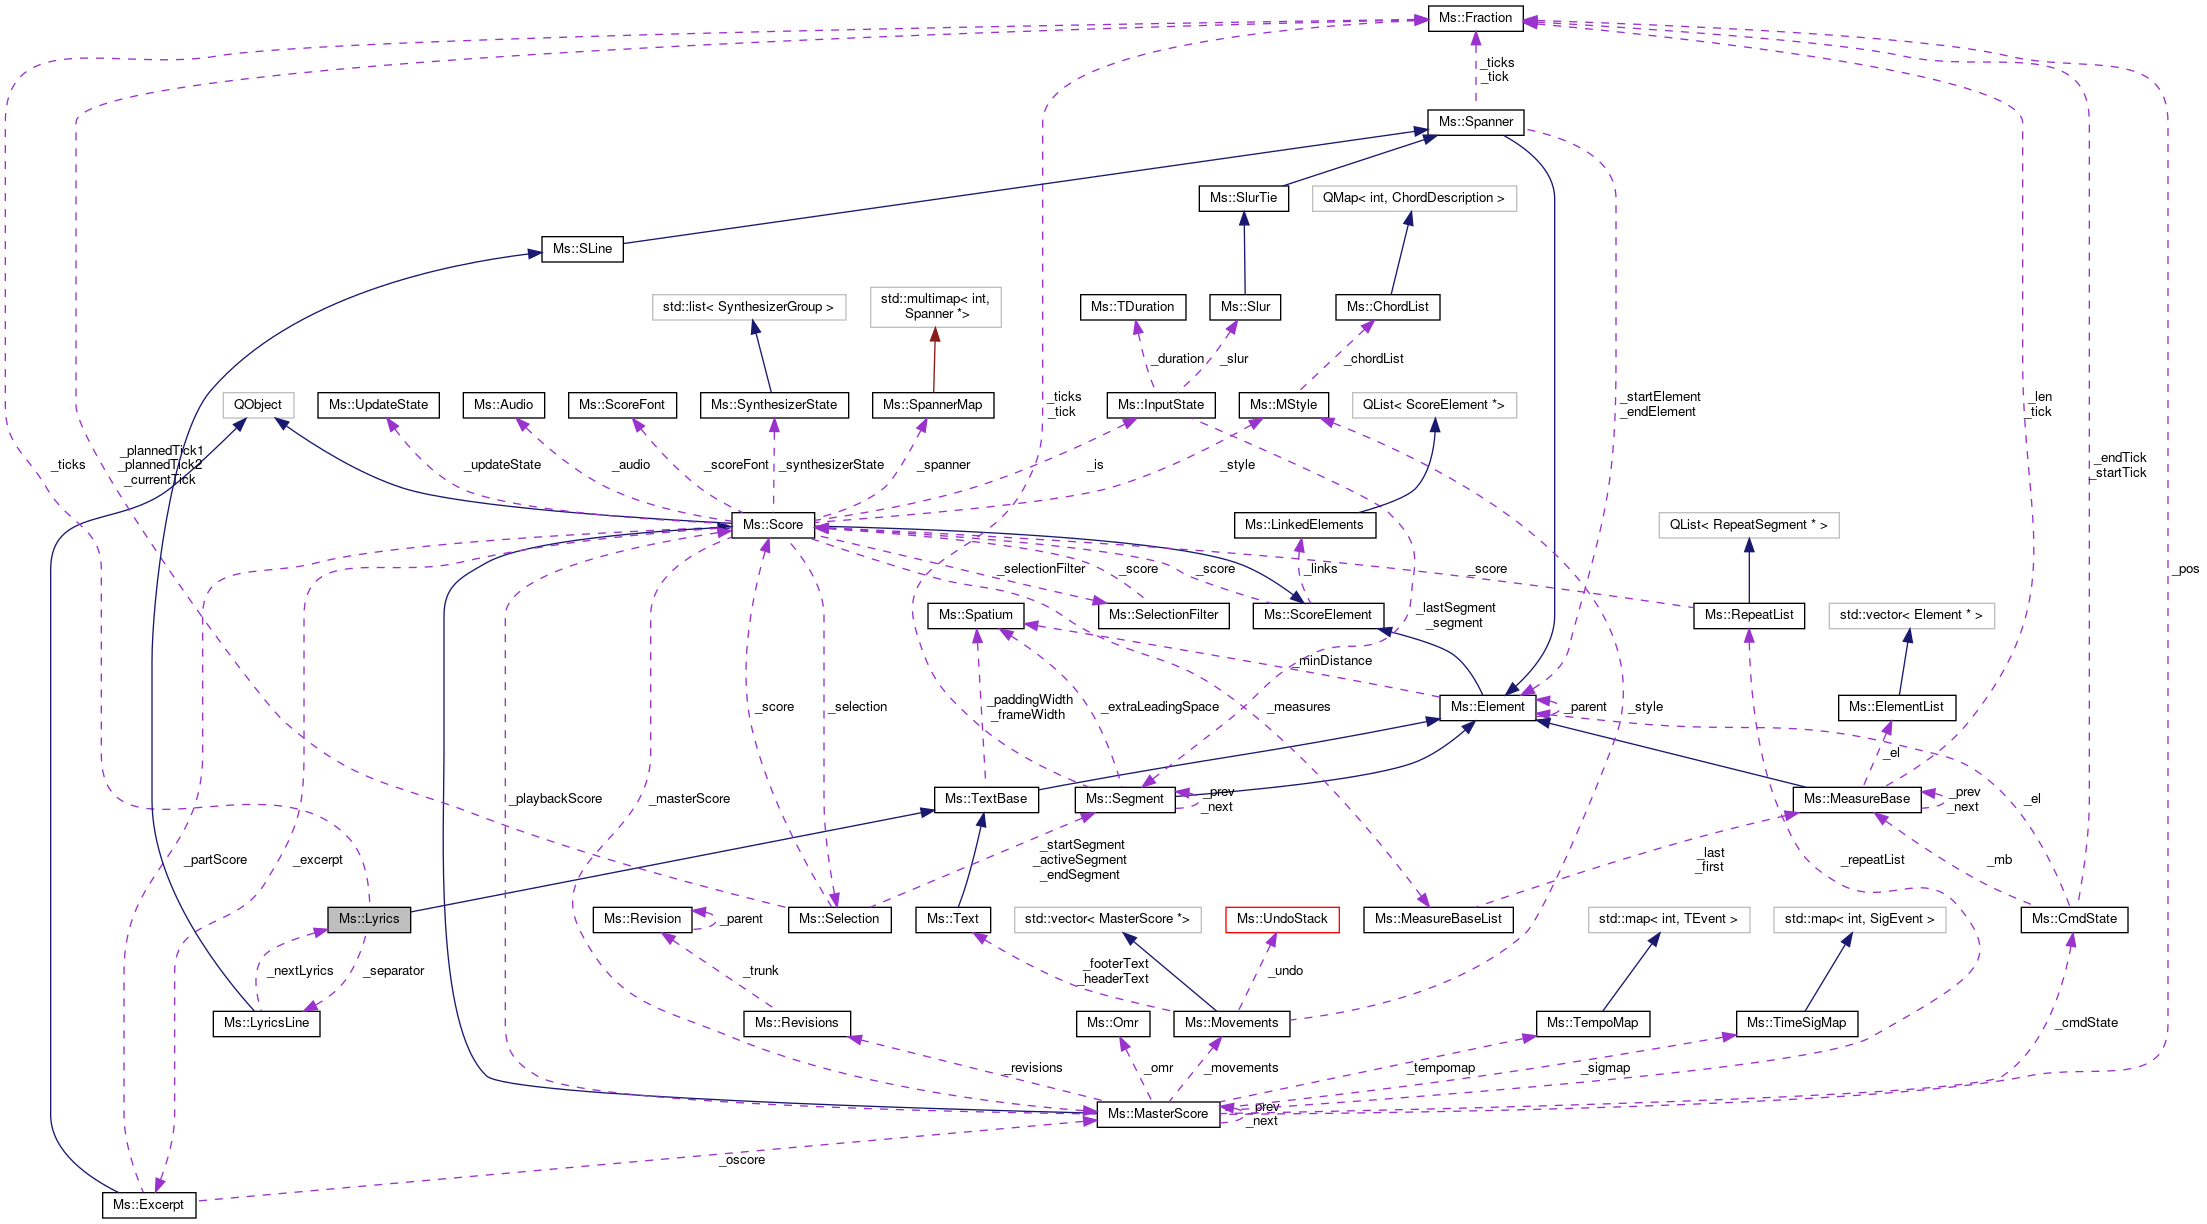 Ms::Fraction
_ticks
_tick
Ms::Spanner
Ms::SlurTie
QMap< int, ChordDescription >
Ms::SLine
std::list< SynthesizerGroup >
std::multimap< int,
Spanner *>
Ms::TDuration
Ms::Slur
Ms::ChordList
_duration
_slur
_chordList
QObject
Ms::UpdateState
Ms::Audio
Ms::ScoreFont
Ms::SynthesizerState
Ms::SpannerMap
Ms::InputState
Ms::MStyle
QList< ScoreElement *>
_ticks
_tick
_startElement
_endElement
_len
_tick
_ticks
_plannedTick1
_plannedTick2
_currentTick
_updateState
_audio
_scoreFont
_synthesizerState
_spanner
_is
_style
_endTick
_startTick
Ms::Score
Ms::LinkedElements
QList< RepeatSegment * >
_selectionFilter
_score
_score
_links
_score
_pos
Ms::Spatium
Ms::SelectionFilter
Ms::ScoreElement
_lastSegment
_segment
Ms::RepeatList
std::vector< Element * >
_minDistance
_score
_selection
_paddingWidth
_frameWidth
_extraLeadingSpace
_measures
Ms::Element
_parent
_style
Ms::ElementList
_el
_playbackScore
_masterScore
Ms::TextBase
Ms::Segment
_prev
_next
Ms::MeasureBase
_prev
_next
_el
_partScore
_excerpt
_startSegment
_activeSegment
_endSegment
_last
_first
_repeatList
_mb
Ms::Lyrics
Ms::Revision
_parent
Ms::Selection
Ms::Text
std::vector< MasterScore *>
Ms::UndoStack
Ms::MeasureBaseList
std::map< int, TEvent >
std::map< int, SigEvent >
Ms::CmdState
_nextLyrics
_separator
_trunk
_footerText
_headerText
_undo
Ms::LyricsLine
Ms::Revisions
Ms::Omr
Ms::Movements
Ms::TempoMap
Ms::TimeSigMap
_cmdState
_revisions
_omr
_movements
_tempomap
_sigmap
Ms::MasterScore
_prev
_next
_oscore
Ms::Excerpt